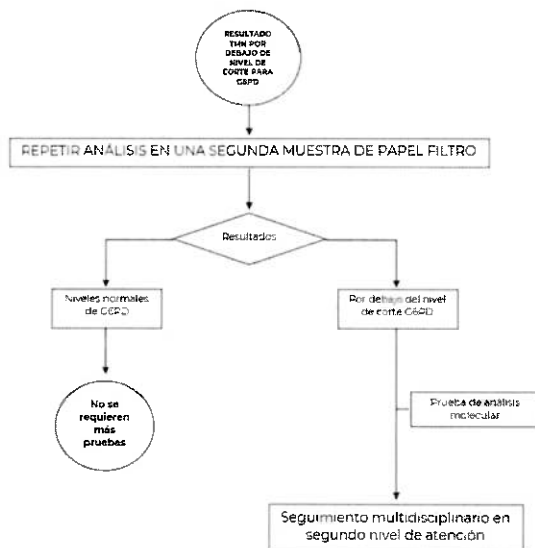 RESULTADO
TMN POR
DEBAJO DE
NIVEL DE
CORTE PARA
G6PD
REPETIR ANÁLISIS EN UNA SEGUNDA MUESTRA DE PAPEL FILTRO
Resultados
Niveles normales
de G6PD
Por debajo del nivel
de corte G6PD
No se
requieren
más
pruebas
Prueba de análisis
molecular
Seguimiento multidisciplinario en
segundo nivel de atención